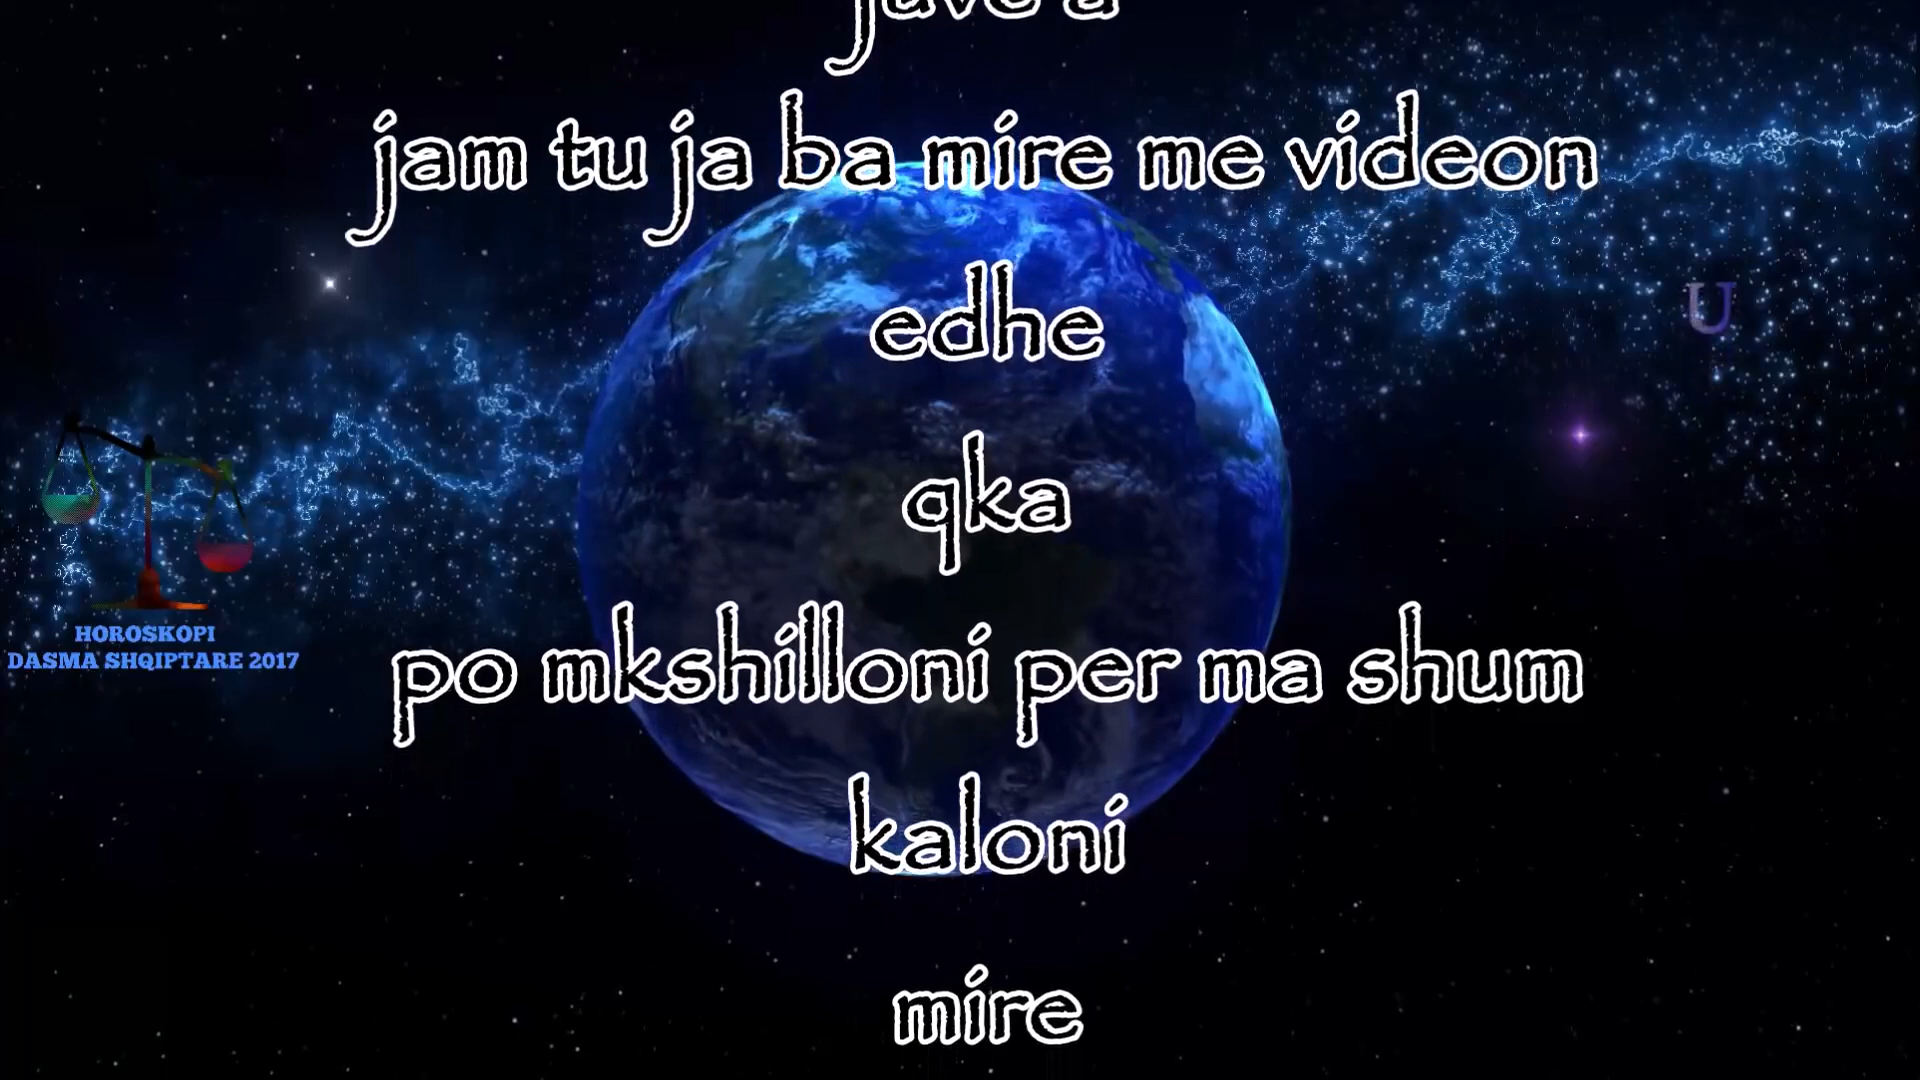 jam tu ja ba mire me videon
edhe
qka
po mkshilloni per ma shum
kaloni
mire
U
HOROSKOPI
DASMA SHQIPTARE 2017